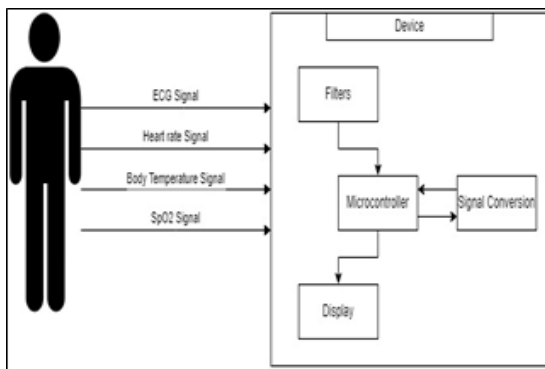 Device
ECG Signal
Filters
Heart rate Signal
Body Temperature Signal
Microcontroller
Signal Conversion
SpO2 Signal
Display